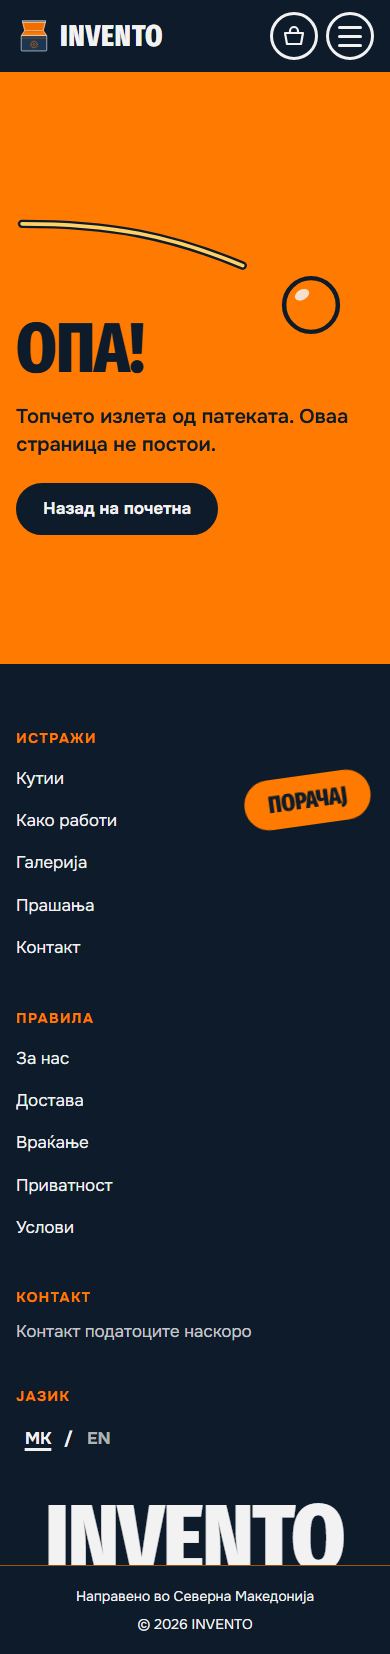 INVENTO
ОПА!
Топчето излета од патеката. Оваа
страница не постои.
Назад на почетна
ИСТРАЖИ
Кутии
Како работи
Галерија
Прашања
Контакт
ПОРАЧАЈ
ПРАВИЛА
За нас
Достава
Враќање
Приватност
Услови
КОНТАКТ
Контакт податоците наскоро
ЈАЗИК
МК / EN
INVENTO
Направено во Северна Македонија
© 2026 INVENTO